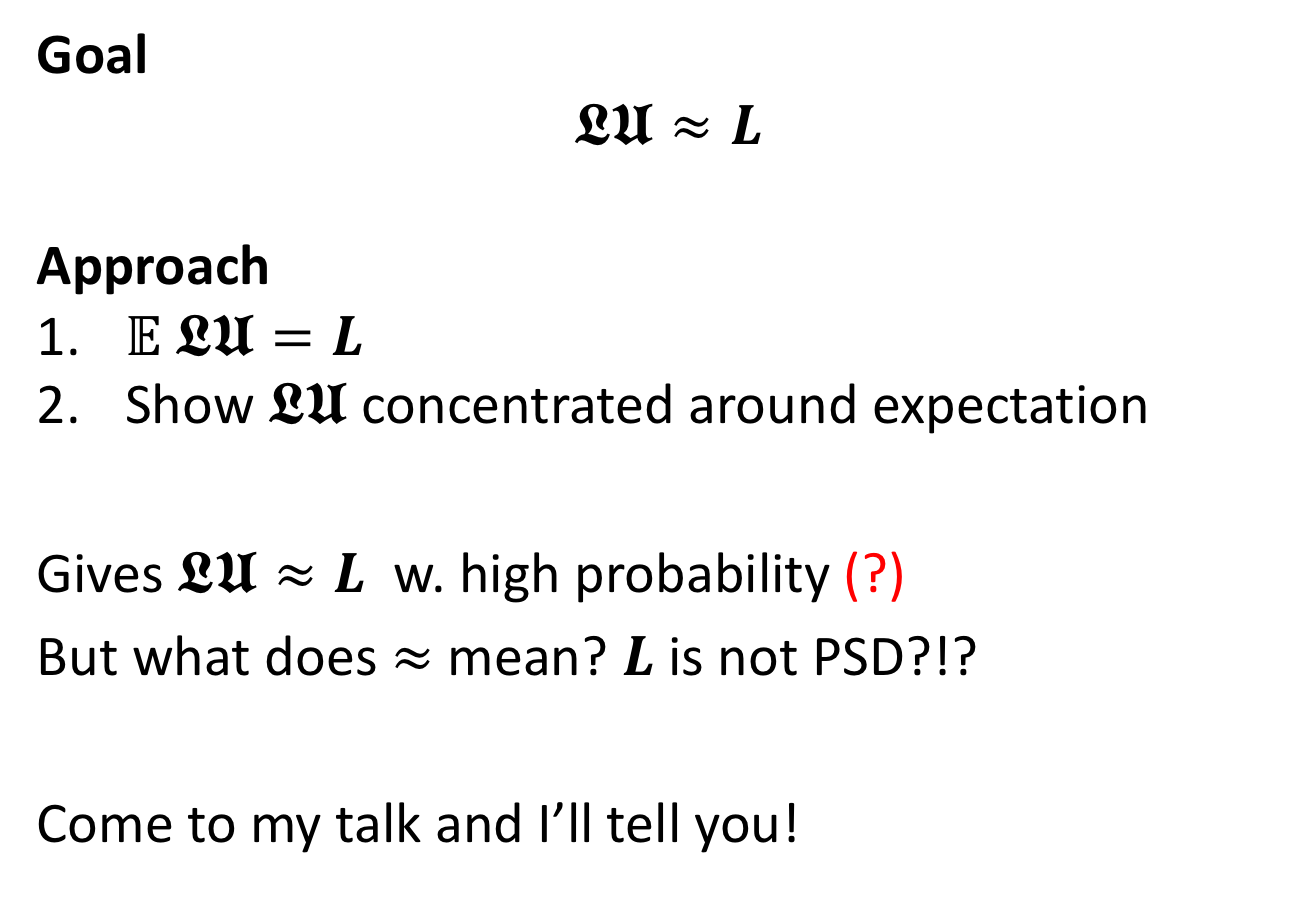 Goal
𝕷𝖀 ≈ 𝑳
Approach
1. 𝔼 𝕷𝖀 = 𝑳
2. Show 𝕷𝖀 concentrated around expectation
Gives 𝕷𝖀 ≈ 𝑳 w. high probability (?)
But what does ≈ mean? 𝑳 is not PSD?!?
Come to my talk and I’ll tell you!